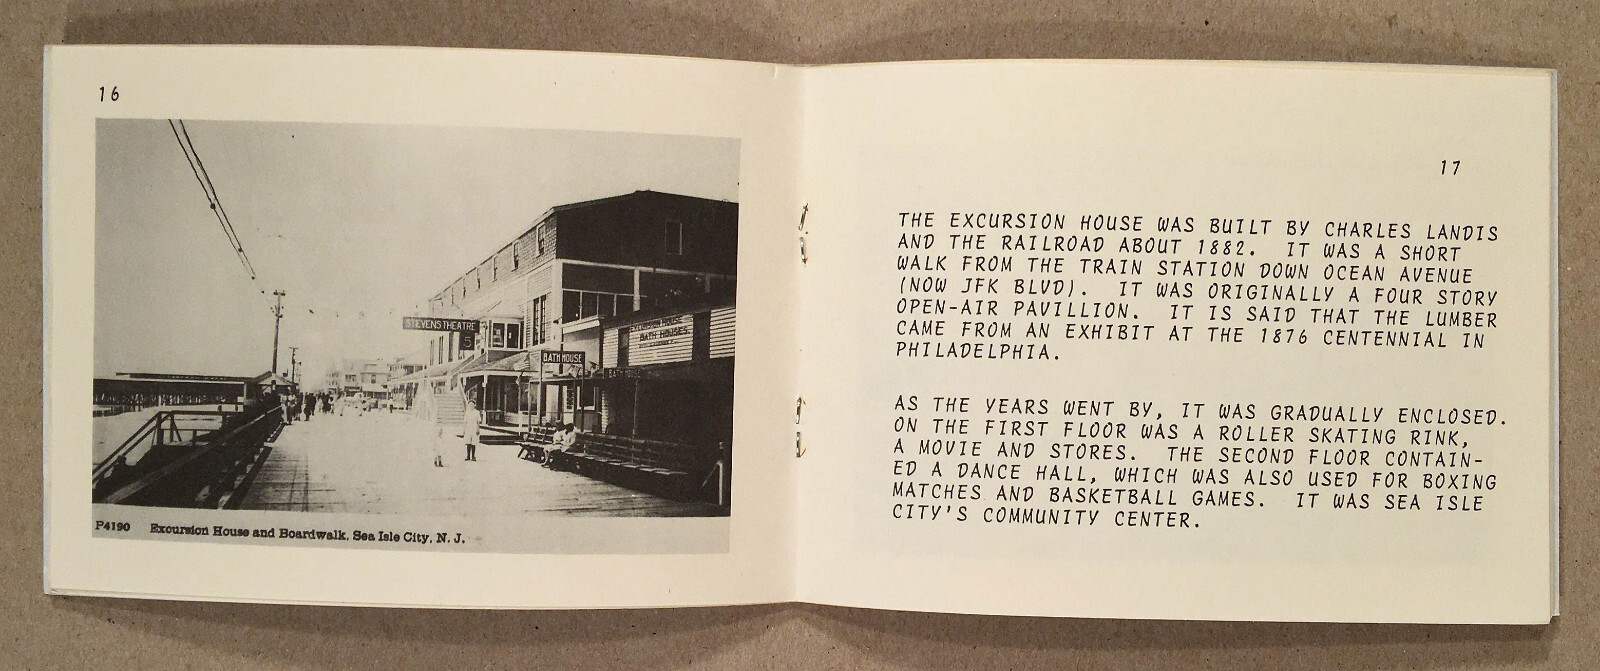 16
STEVENS THEATRE
5
BATH HOUSE
EXCURSION HOUSE
BATH HOUSES
BATH HOUSE
P4190 Excursion House and Boardwalk, Sea Isle City, N. J.
17
THE EXCURSION HOUSE WAS BUILT BY CHARLES LANDIS
AND THE RAILROAD ABOUT 1882. IT WAS A SHORT
WALK FROM THE TRAIN STATION DOWN OCEAN AVENUE
(NOW JFK BLVD). IT WAS ORIGINALLY A FOUR STORY
OPEN-AIR PAVILLION. IT IS SAID THAT THE LUMBER
CAME FROM AN EXHIBIT AT THE 1876 CENTENNIAL IN
PHILADELPHIA.
AS THE YEARS WENT BY, IT WAS GRADUALLY ENCLOSED.
ON THE FIRST FLOOR WAS A ROLLER SKATING RINK,
A MOVIE AND STORES. THE SECOND FLOOR CONTAIN-
ED A DANCE HALL, WHICH WAS ALSO USED FOR BOXING
MATCHES AND BASKETBALL GAMES. IT WAS SEA ISLE
CITY'S COMMUNITY CENTER.